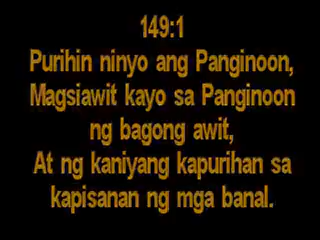 149:1
Purihin ninyo ang Panginoon,
Magsiawit kayo sa Panginoon
ng bagong awit,
At ng kaniyang kapurihan sa
kapisanan ng mga banal.